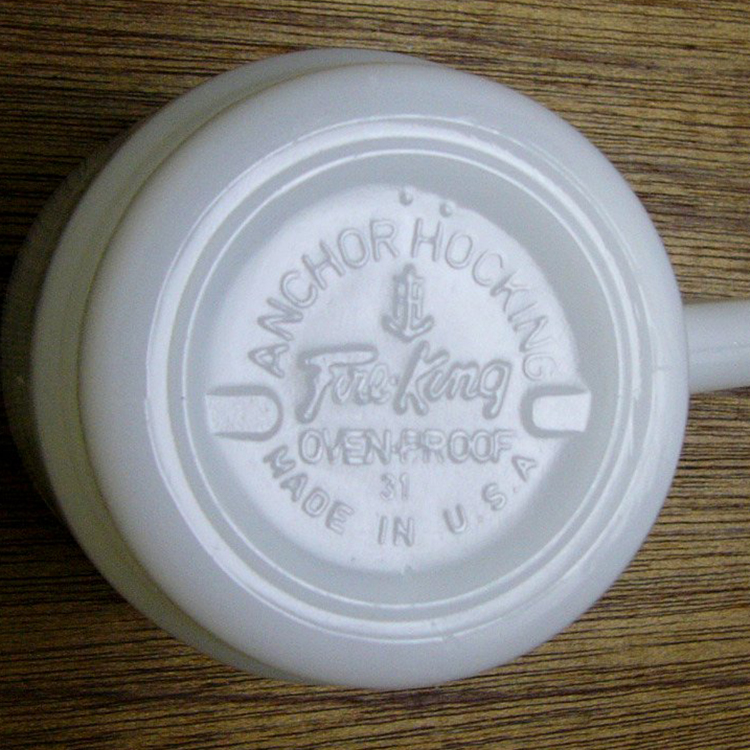 ANCHOR HOCKING
Fire-King
OVEN-PROOF
31
MADE IN U.S.A